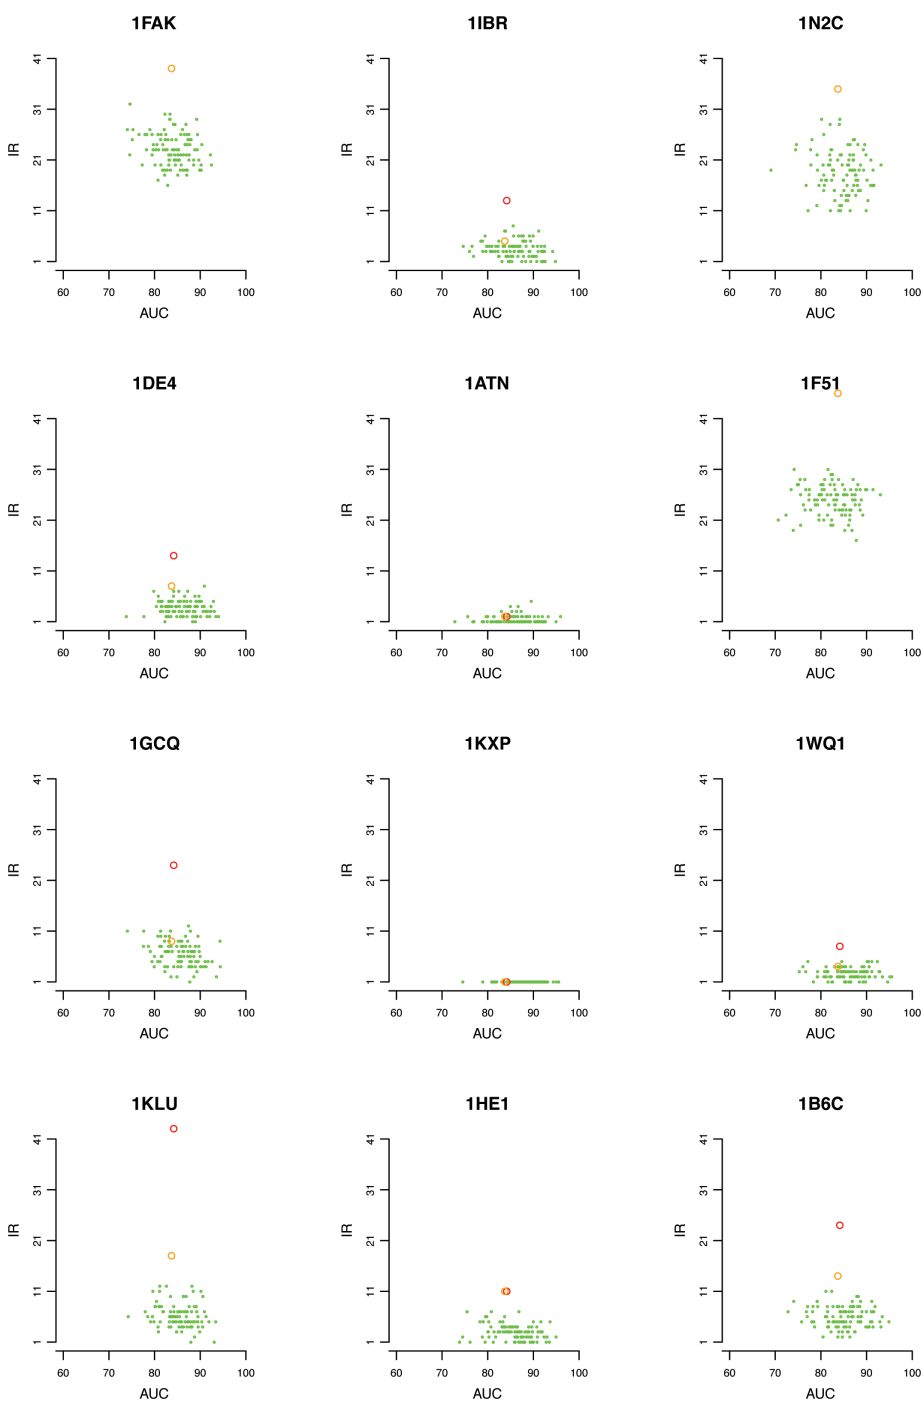 1FAK 1IBR 1N2C
IR 1 11 21 31 41 IR 1 11 21 31 41 IR 1 11 21 31 41
60 70 80 90 100 60 70 80 90 100 60 70 80 90 100
AUC AUC AUC
1DE4 1ATN 1F51
IR 1 11 21 31 41 IR 1 11 21 31 41 IR 1 11 21 31 41
60 70 80 90 100 60 70 80 90 100 60 70 80 90 100
AUC AUC AUC
1GCQ 1KXP 1WQ1
IR 1 11 21 31 41 IR 1 11 21 31 41 IR 1 11 21 31 41
60 70 80 90 100 60 70 80 90 100 60 70 80 90 100
AUC AUC AUC
1KLU 1HE1 1B6C
IR 1 11 21 31 41 IR 1 11 21 31 41 IR 1 11 21 31 41
60 70 80 90 100 60 70 80 90 100 60 70 80 90 100
AUC AUC AUC